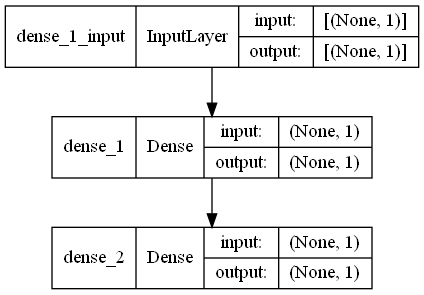 dense_1_input InputLayer input: [(None, 1)]
output: [(None, 1)]
dense_1 Dense input: (None, 1)
output: (None, 1)
dense_2 Dense input: (None, 1)
output: (None, 1)